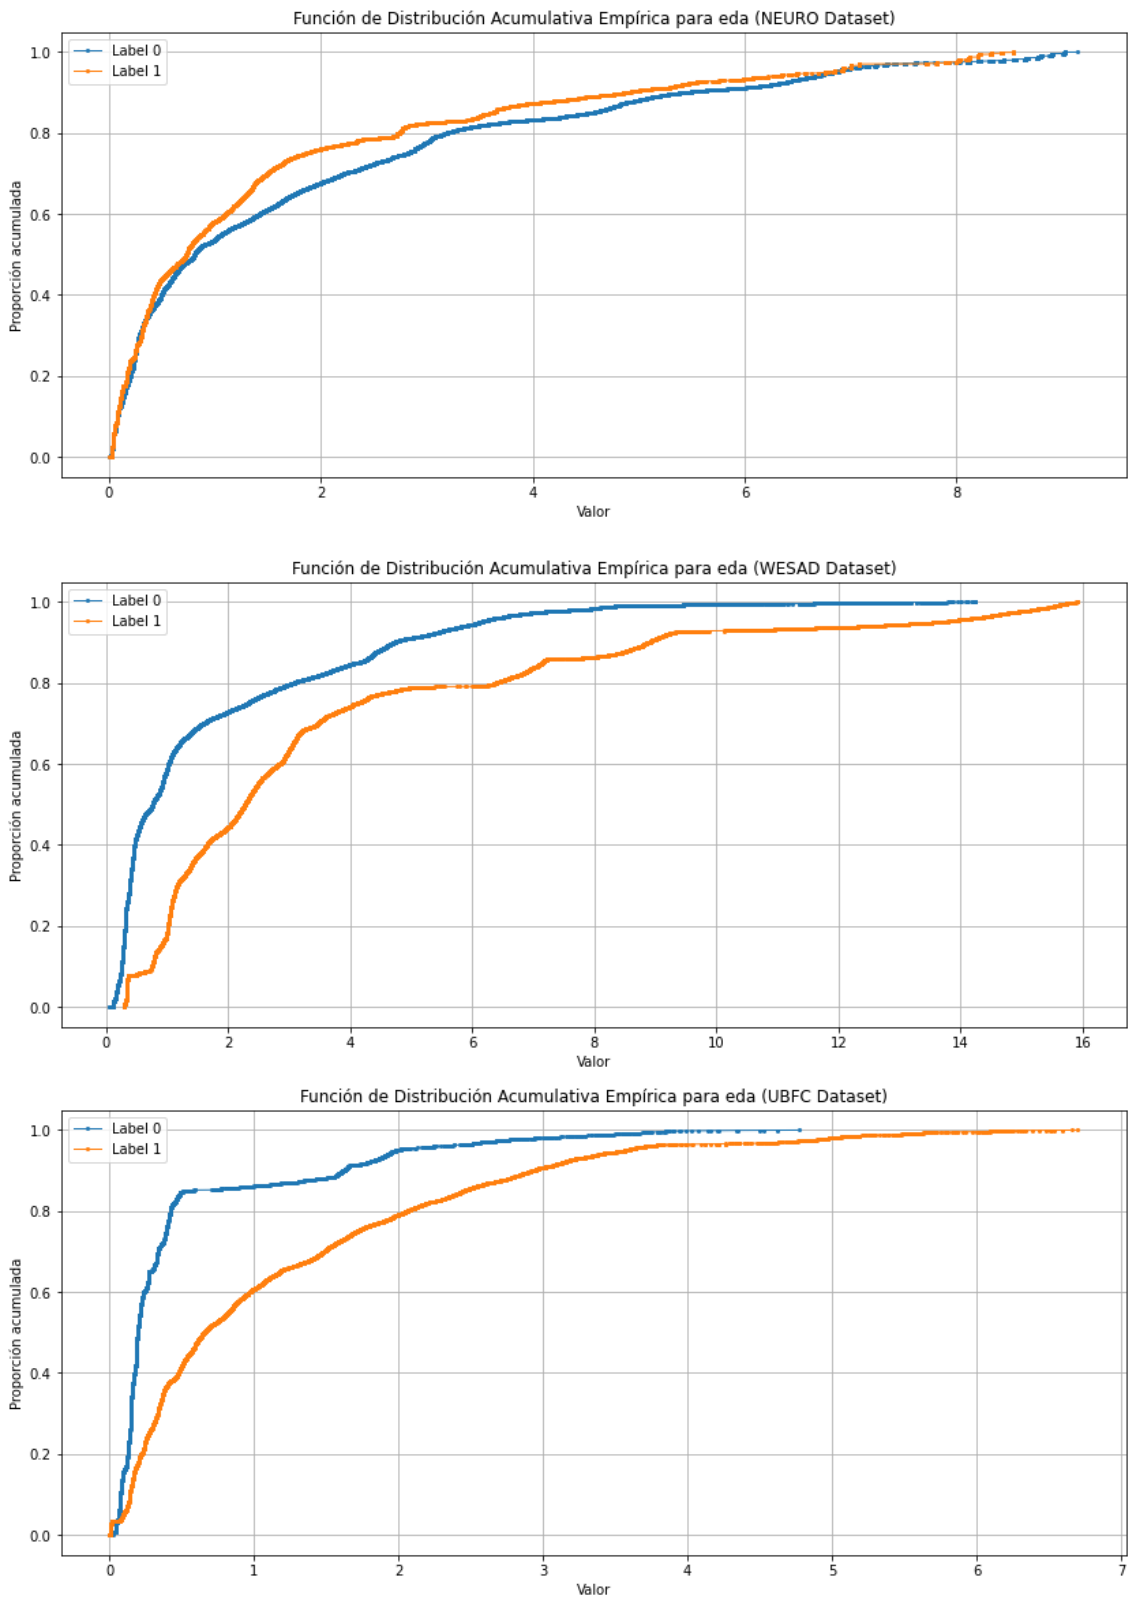 Función de Distribución Acumulativa Empírica para eda (NEURO Dataset)
Label 0
Label 1
Proporción acumulada
1.0
0.8
0.6
0.4
0.2
0.0
0 2 4 6 8
Valor
Función de Distribución Acumulativa Empírica para eda (WESAD Dataset)
Label 0
Label 1
Proporción acumulada
1.0
0.8
0.6
0.4
0.2
0.0
0 2 4 6 8 10 12 14 16
Valor
Función de Distribución Acumulativa Empírica para eda (UBFC Dataset)
Label 0
Label 1
Proporción acumulada
1.0
0.8
0.6
0.4
0.2
0.0
0 1 2 3 4 5 6 7
Valor